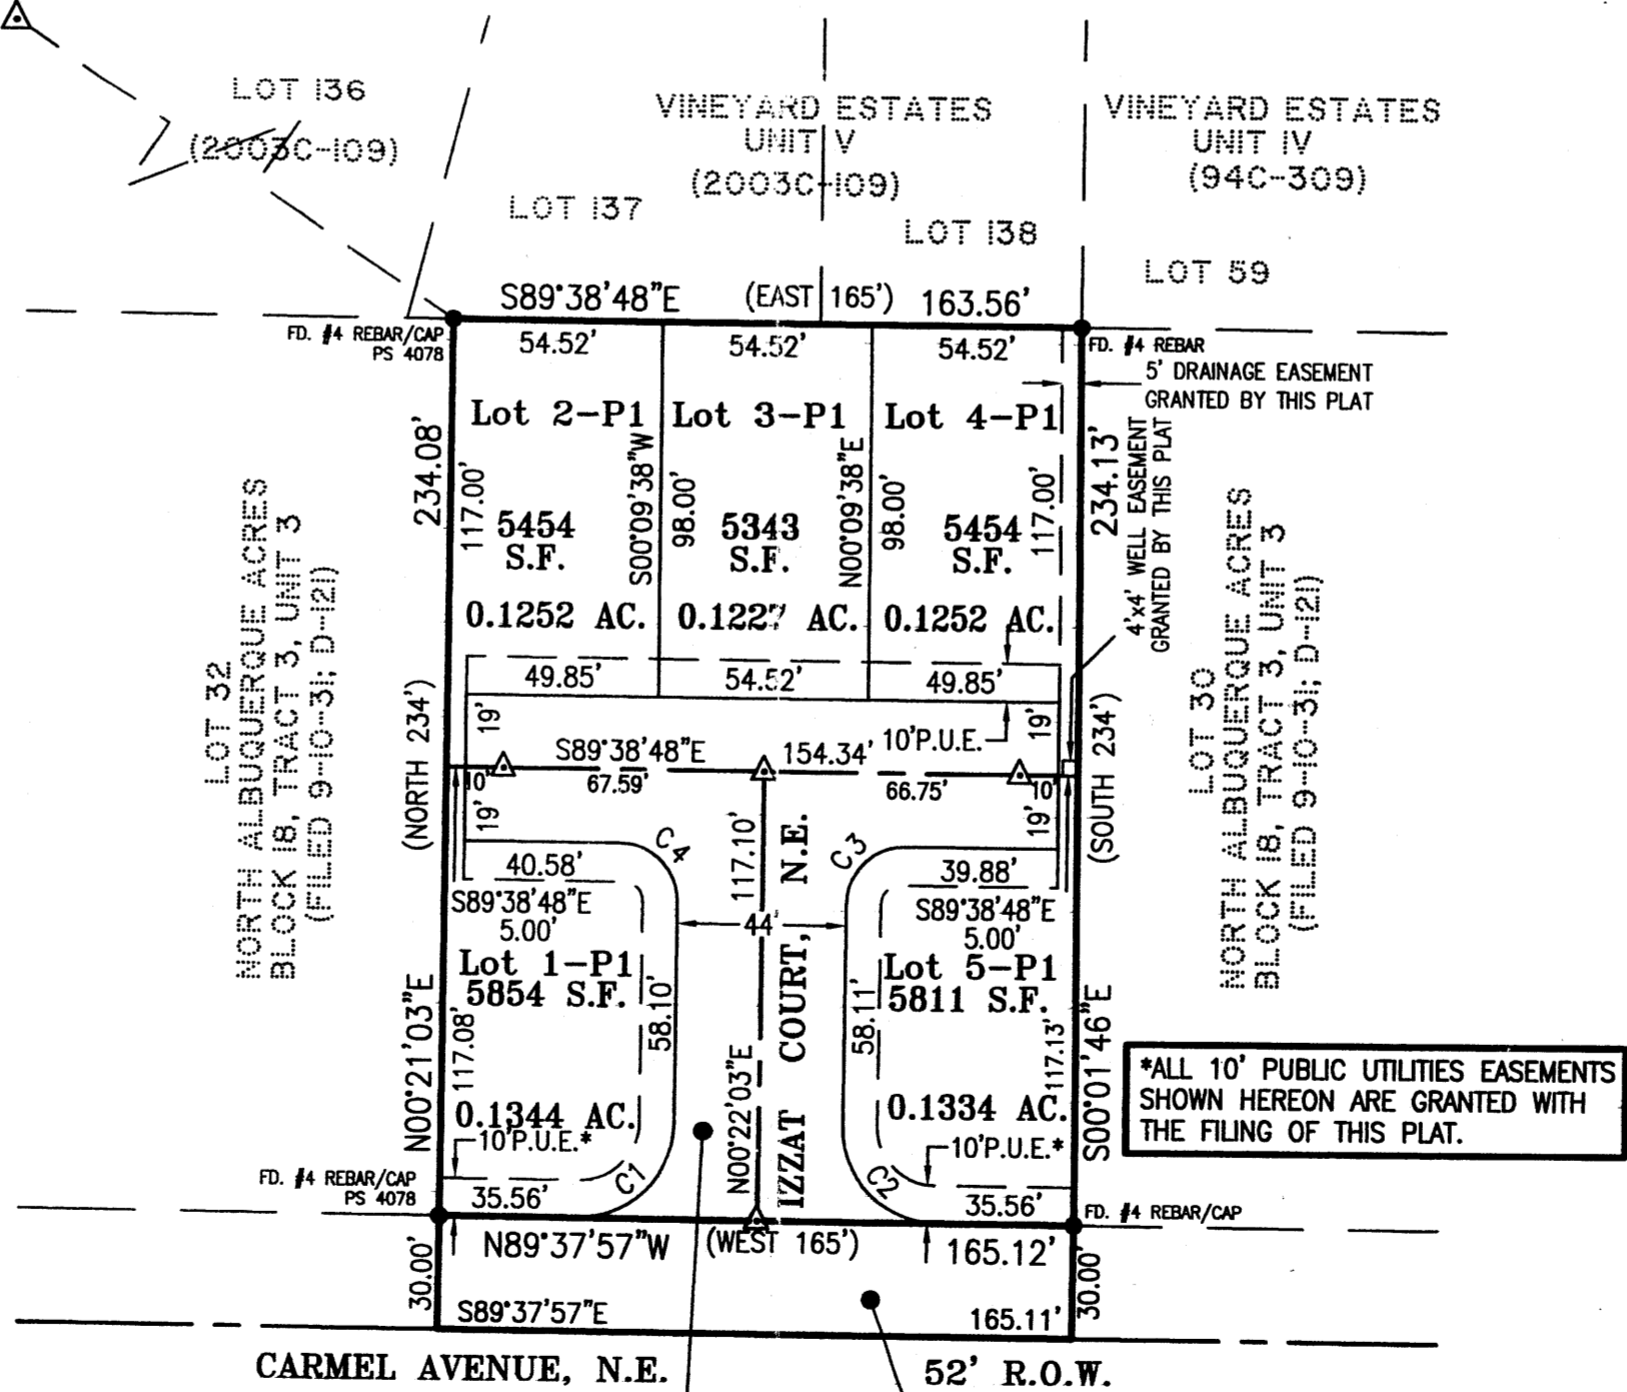 LOT 136
(2003C-109)
VINEYARD ESTATES
UNIT V
(2003C-109)
VINEYARD ESTATES
UNIT IV
(94C-309)
LOT 137
LOT 138
LOT 59
S89°38'48"E
(EAST 165')
163.56'
FD. #4 REBAR/CAP
PS 4078
54.52'
54.52'
54.52'
FD. #4 REBAR
5' DRAINAGE EASEMENT
GRANTED BY THIS PLAT
Lot 2-P1
Lot 3-P1
Lot 4-P1
234.08'
117.00'
S00°09'38"W
98.00'
N00°09'38"E
98.00'
117.00'
234.13'
4'x4' WELL EASEMENT
GRANTED BY THIS PLAT
5454
S.F.
5343
S.F.
5454
S.F.
0.1252 AC.
0.1227 AC.
0.1252 AC.
LOT 32
NORTH ALBUQUERQUE ACRES
BLOCK 18, TRACT 3, UNIT 3
(FILED 9-10-31; D-121)
LOT 30
NORTH ALBUQUERQUE ACRES
BLOCK 18, TRACT 3, UNIT 3
(FILED 9-10-31; D-121)
49.85'
54.52'
49.85'
(NORTH 234')
19'
S89°38'48"E
154.34'
10'P.U.E.
19'
(SOUTH 234')
10'
67.59'
66.75'
10'
19'
19'
C4
C3
40.58'
39.88'
117.10'
S89°38'48"E
5.00'
S89°38'48"E
5.00'
44'
IZZAT COURT, N.E.
Lot 1-P1
5854 S.F.
Lot 5-P1
5811 S.F.
N00°21'03"E
117.08'
58.10'
N00°22'03"E
58.11'
117.13'
S00°01'46"E
0.1344 AC.
0.1334 AC.
10'P.U.E.*
10'P.U.E.*
*ALL 10' PUBLIC UTILITIES EASEMENTS
SHOWN HEREON ARE GRANTED WITH
THE FILING OF THIS PLAT.
C1
C2
FD. #4 REBAR/CAP
PS 4078
35.56'
35.56'
FD. #4 REBAR/CAP
30.00'
N89°37'57"W
(WEST 165')
165.12'
30.00'
S89°37'57"E
165.11'
CARMEL AVENUE, N.E.
52' R.O.W.